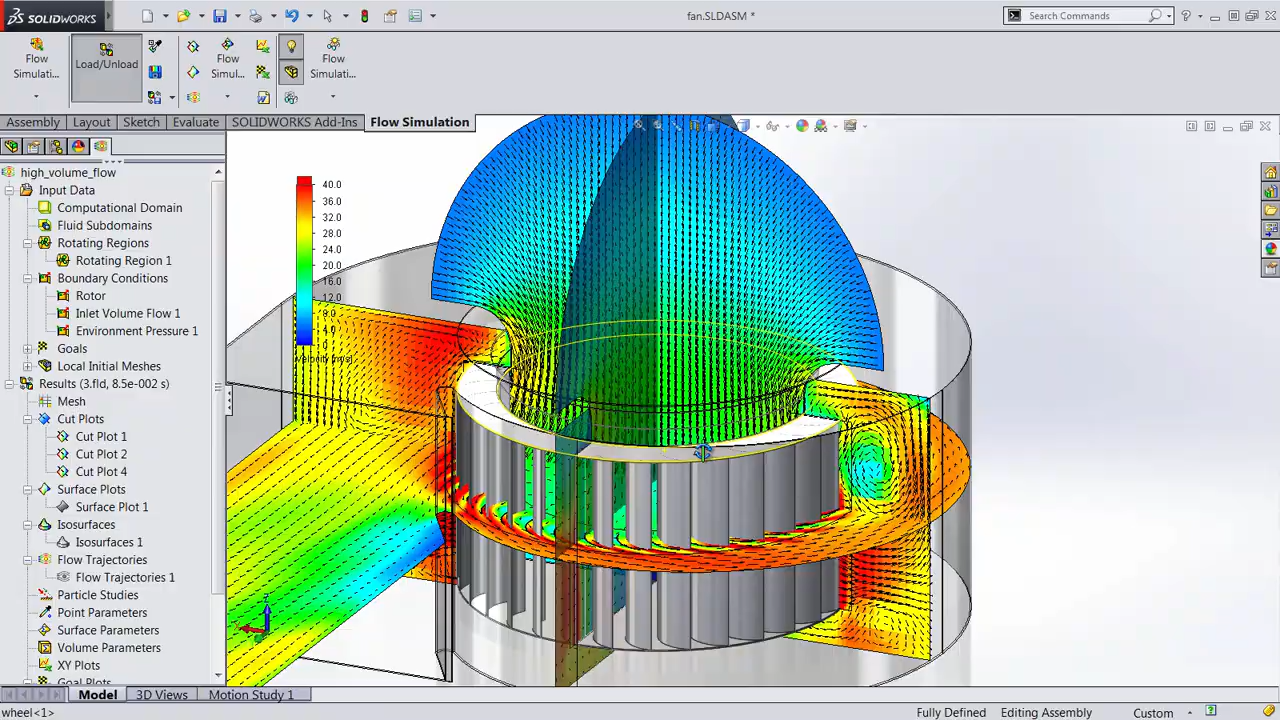 SOLIDWORKS
fan.SLDASM *
Search Commands
Flow
Simulati...
Load/Unload
Flow
Simul...
Flow
Simulati...
Assembly Layout Sketch Evaluate SOLIDWORKS Add-Ins Flow Simulation
high_volume_flow
Input Data
Computational Domain
Fluid Subdomains
Rotating Regions
Rotating Region 1
Boundary Conditions
Rotor
Inlet Volume Flow 1
Environment Pressure 1
Goals
Local Initial Meshes
Results (3.fld, 8.5e-002 s)
Mesh
Cut Plots
Cut Plot 1
Cut Plot 2
Cut Plot 4
Surface Plots
Surface Plot 1
Isosurfaces
Isosurfaces 1
Flow Trajectories
Flow Trajectories 1
Particle Studies
Point Parameters
Surface Parameters
Volume Parameters
XY Plots
Goal Plots
40.0
36.0
32.0
28.0
24.0
20.0
16.0
12.0
8.0
4.0
0
Velocity [m/s]
Model 3D Views Motion Study 1
wheel<1>
Fully Defined Editing Assembly Custom